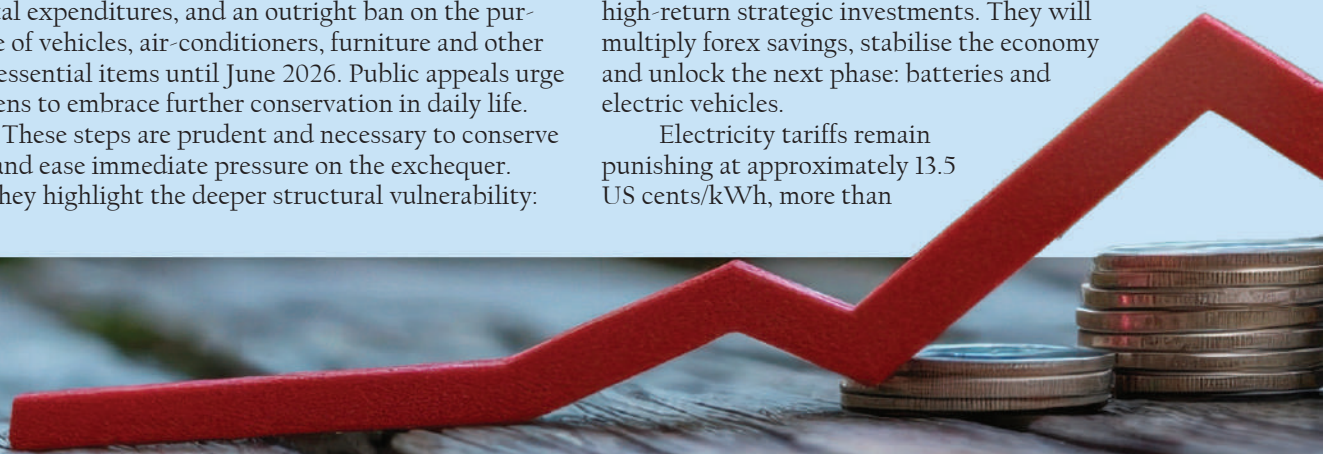 tal expenditures, and an outright ban on the pur-
e of vehicles, air-conditioners, furniture and other
essential items until June 2026. Public appeals urge
ens to embrace further conservation in daily life.
These steps are prudent and necessary to conserve
and ease immediate pressure on the exchequer.
hey highlight the deeper structural vulnerability:
high-return strategic investments. They will
multiply forex savings, stabilise the economy
and unlock the next phase: batteries and
electric vehicles.
Electricity tariffs remain
punishing at approximately 13.5
US cents/kWh, more than